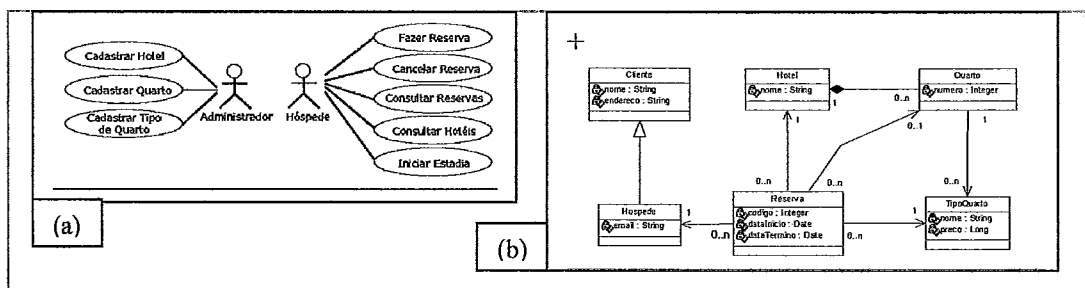 Cadastrar Hotel
Cadastrar Quarto
Cadastrar Tipo
de Quarto
Administrador
Hóspede
Fazer Reserva
Cancelar Reserva
Consultar Reservas
Consultar Hotéis
Iniciar Estadia
(a)
Cliente
nome : String
endereco : String
Hotel
nome : String
1
0..n
Quarto
numero : Integer
1
0..1
1
0..n
0..n
0..n
Hospede
email : String
1
0..n
Reserva
codigo : Integer
dataInicio : Date
dataTermino : Date
0..n
1
TipoQuarto
nome : String
preco : Long
(b)